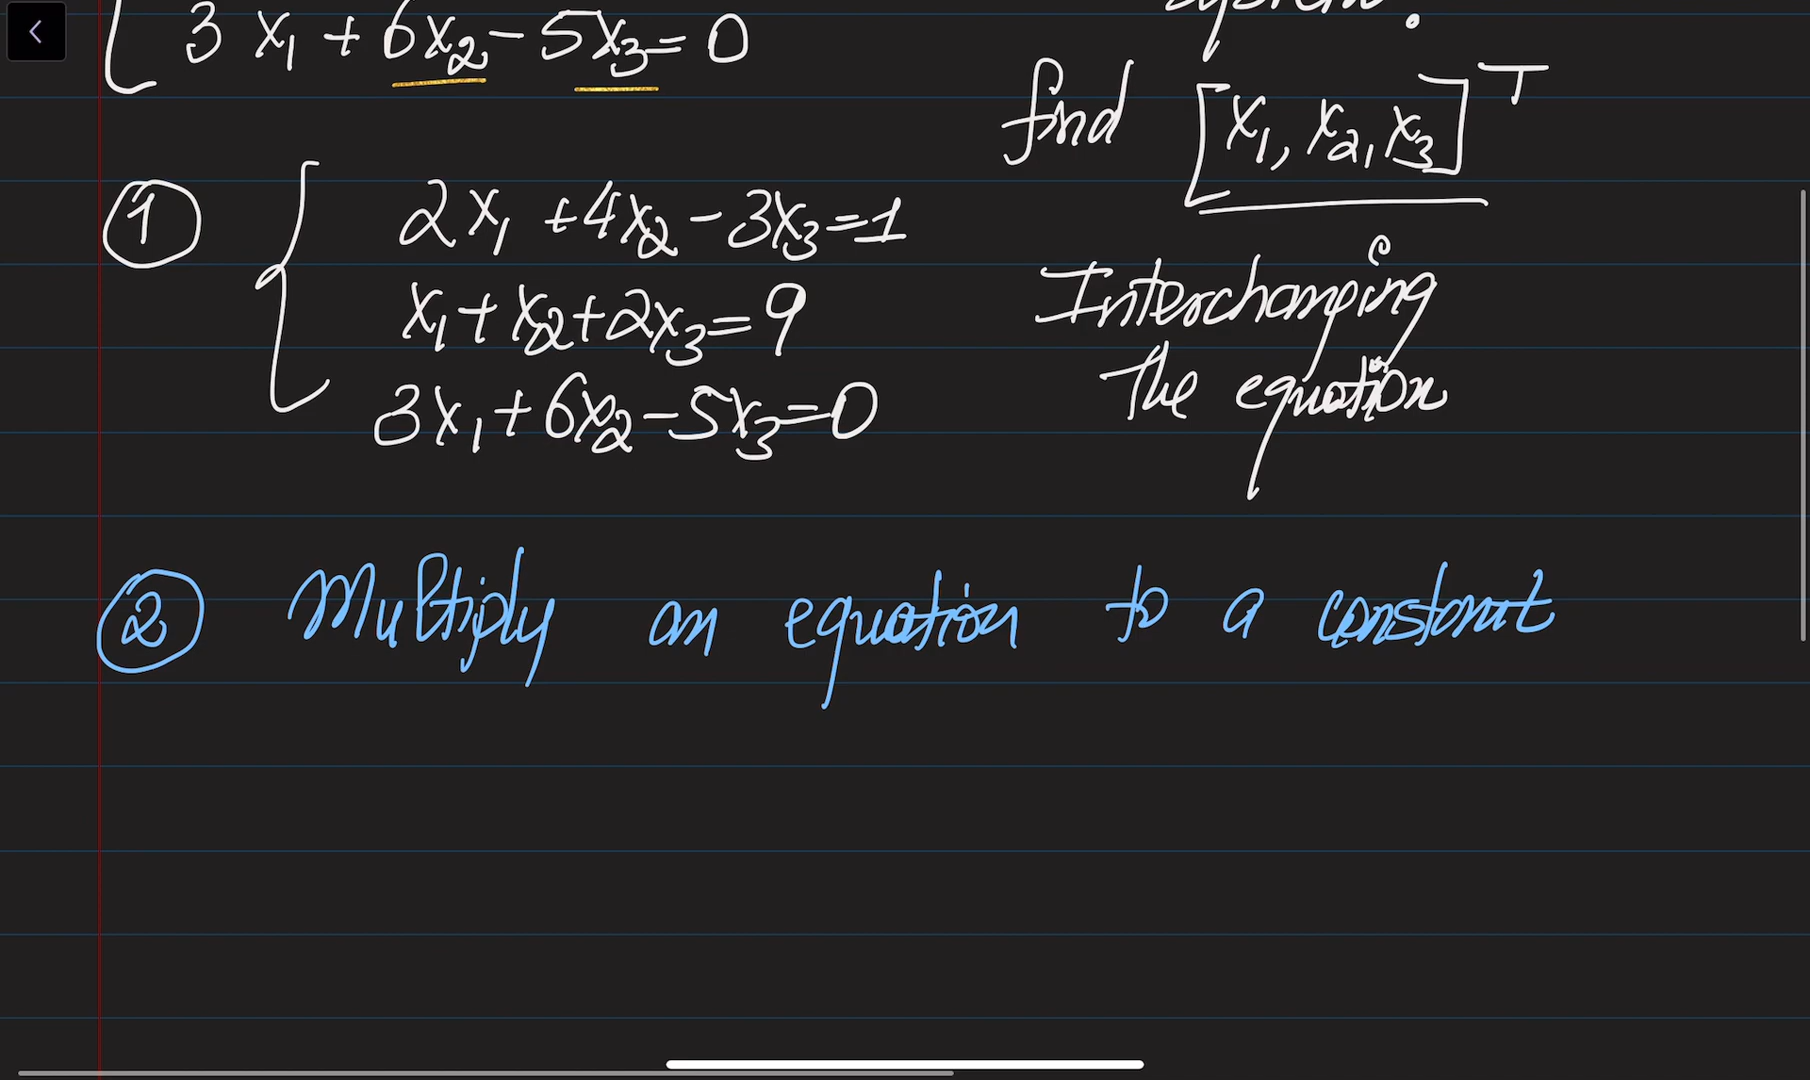 3x₁ + 6x₂ - 5x₃ = 0
system.
find [x₁, x₂, x₃]ᵀ
① 2x₁ + 4x₂ - 3x₃ = 1
x₁ + x₂ + 2x₃ = 9
3x₁ + 6x₂ - 5x₃ = 0
Interchanging
the equation
② Multiply an equation to a constant